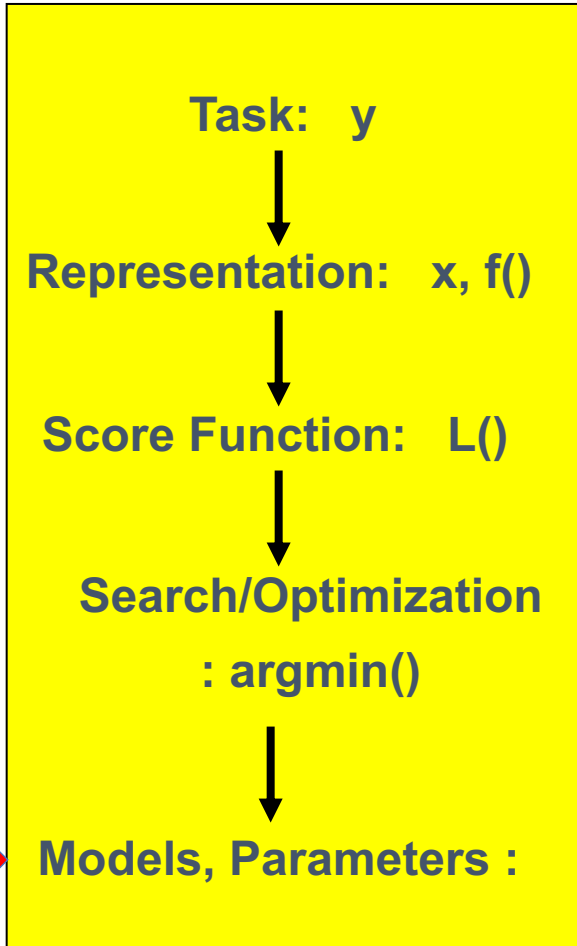 Task: y
Representation: x, f()
Score Function: L()
Search/Optimization
: argmin()
Models, Parameters :